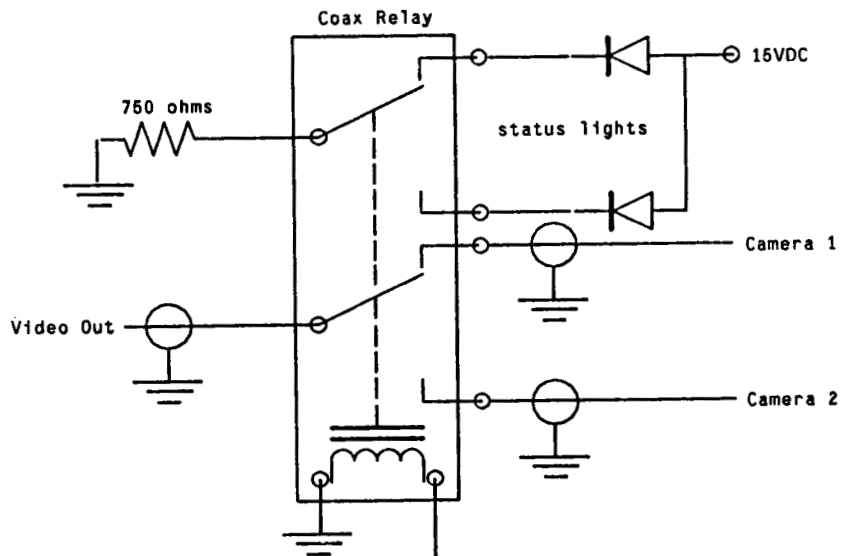 Coax Relay
15VDC
750 ohms
status lights
Camera 1
Video Out
Camera 2